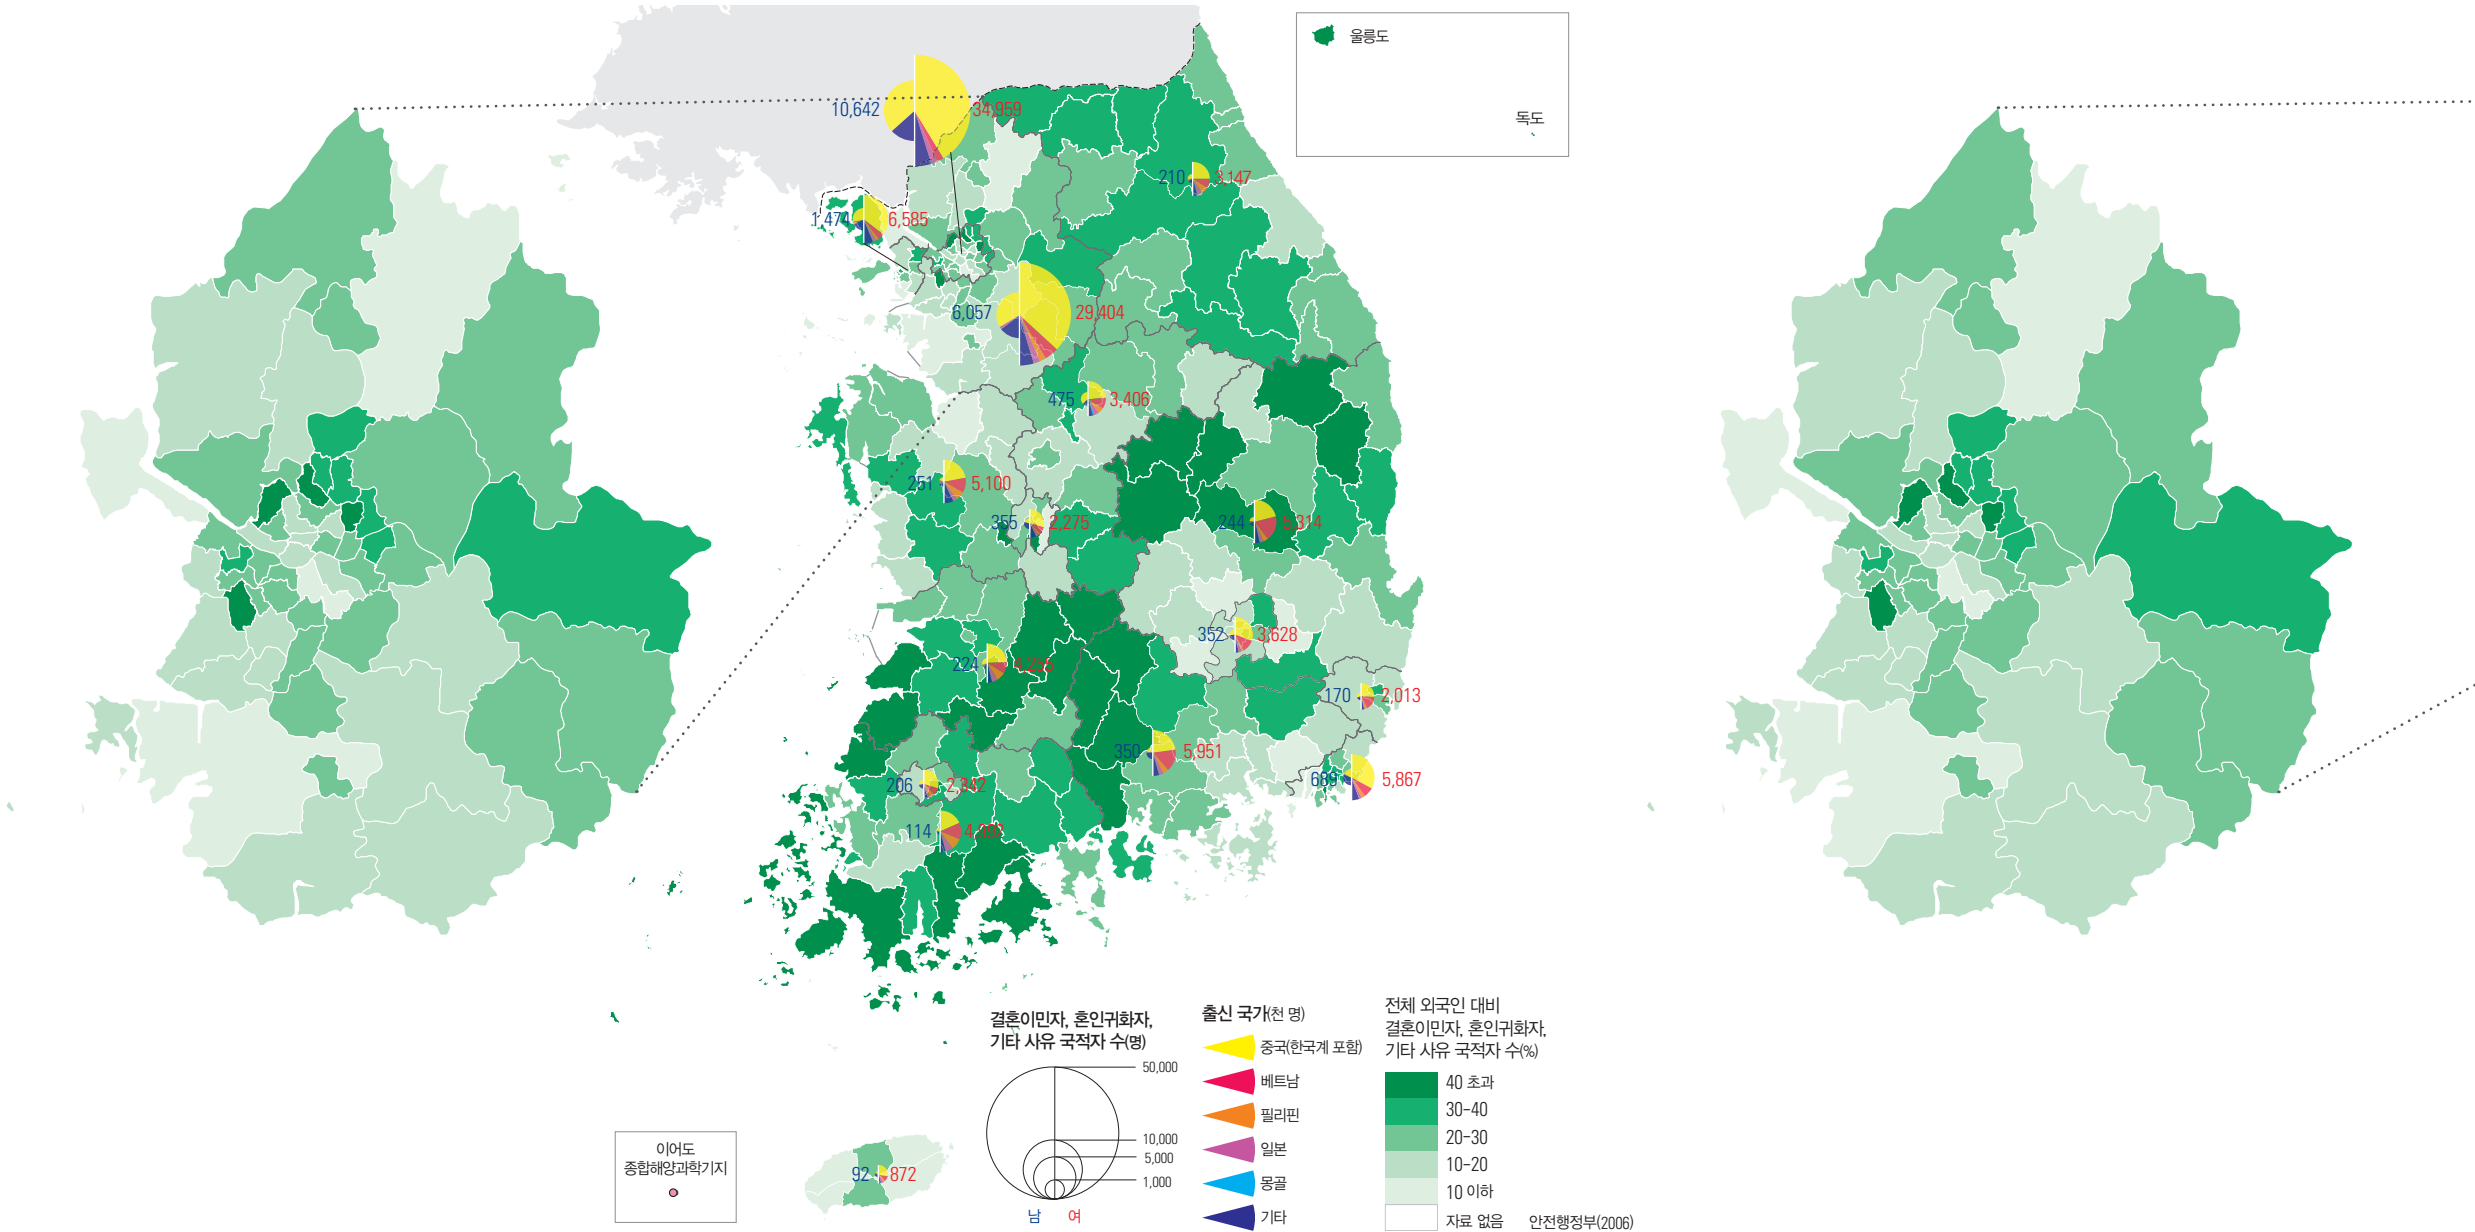 울릉도
독도
10,642
34,959
210
3,147
1,474
6,585
6,057
29,404
475
3,406
251
5,100
355
2,275
244
5,314
352
3,628
224
4,255
170
2,013
350
5,951
689
5,867
206
2,342
114
92
872
이어도
종합해양과학기지
결혼이민자, 혼인귀화자,
기타 사유 국적자 수(명)
50,000
10,000
5,000
1,000
남 여
출신 국가(천 명)
중국(한국계 포함)
베트남
필리핀
일본
몽골
기타
전체 외국인 대비
결혼이민자, 혼인귀화자,
기타 사유 국적자 수(%)
40 초과
30-40
20-30
10-20
10 이하
자료 없음
안전행정부(2006)